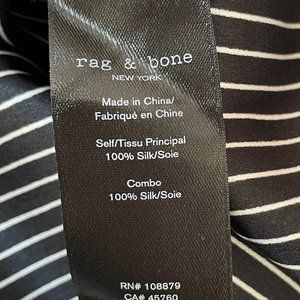 rag & bone
NEW YORK
Made in China/
Fabriqué en Chine
Self/Tissu Principal
100% Silk/Soie
Combo
100% Silk/Soie
RN# 108879
CA# 45760